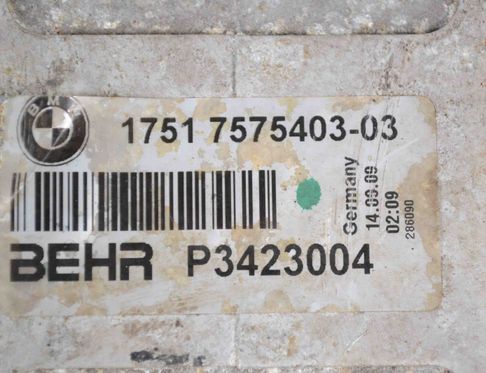 BMW
1751 7575403-03
BEHR P3423004
Germany
14.09.09
02:09
286090